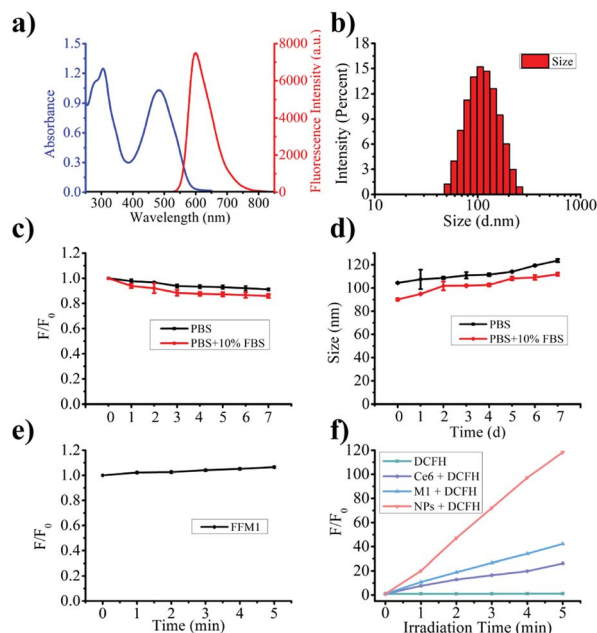 a)
1.5
1.2
0.9
0.6
0.3
0.0
Absorbance
300 400 500 600 700 800
Wavelength (nm)
8000
6000
4000
2000
0
Fluorescence Intensity (a.u.)
b)
18
15
12
9
6
3
0
Intensity (Percent)
Size
10 100 1000
Size (d.nm)
c)
1.2
1.0
0.8
0.6
0.4
0.2
0.0
F/F0
PBS
PBS+10% FBS
0 1 2 3 4 5 6 7
d)
120
100
80
60
40
20
0
Size (nm)
PBS
PBS+10% FBS
0 1 2 3 4 5 6 7
Time (d)
e)
1.2
1.0
0.8
0.6
0.4
0.2
0.0
F/F0
FFM1
0 1 2 3 4 5
Time (min)
f)
120
100
80
60
40
20
0
F/F0
DCFH
Ce6 + DCFH
M1 + DCFH
NPs + DCFH
0 1 2 3 4 5
Irradiation Time (min)